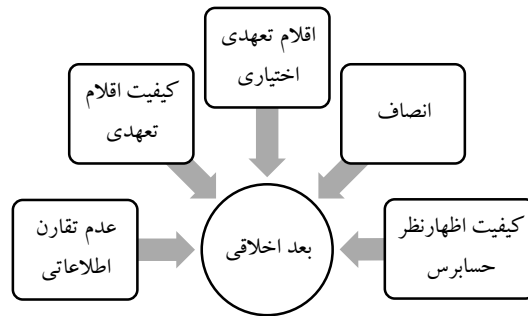 اقلام تعهدی
اختیاری
کیفیت اقلام
تعهدی
انصاف
عدم تقارن
اطلاعاتی
بعد اخلاقی
کیفیت اظهارنظر
حسابرس